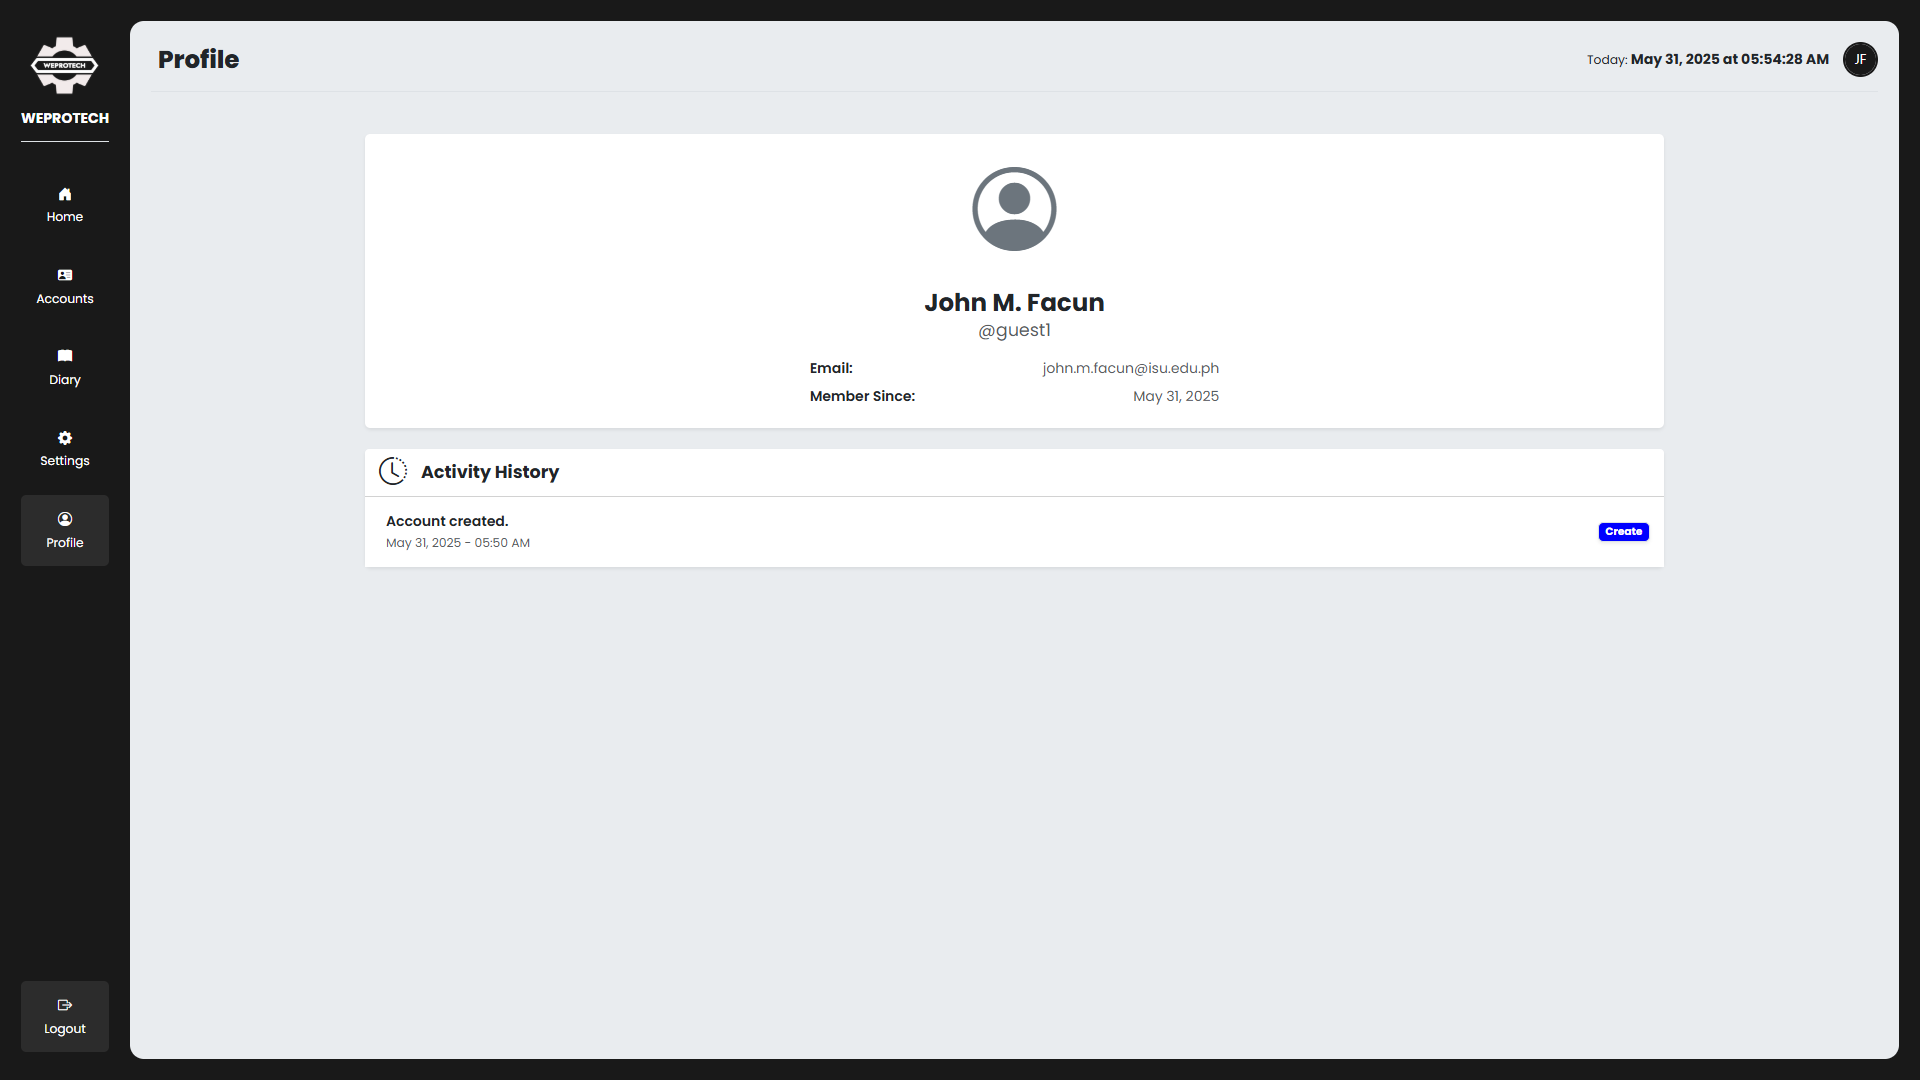 WEPROTECH
WEPROTECH
Home
Accounts
Diary
Settings
Profile
Logout
Profile
Today: May 31, 2025 at 05:54:28 AM
JF
John M. Facun
@guest1
Email: john.m.facun@isu.edu.ph
Member Since: May 31, 2025
Activity History
Account created.
May 31, 2025 - 05:50 AM
Create